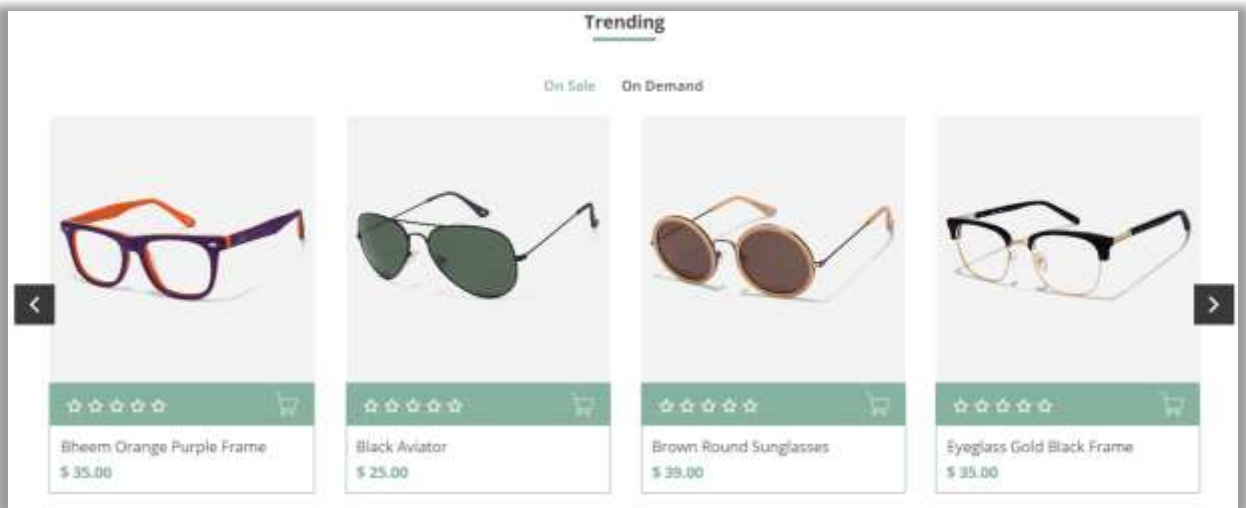 Trending
On Sale On Demand
Bheem Orange Purple Frame
$ 35.00
Black Aviator
$ 25.00
Brown Round Sunglasses
$ 39.00
Eyeglass Gold Black Frame
$ 35.00